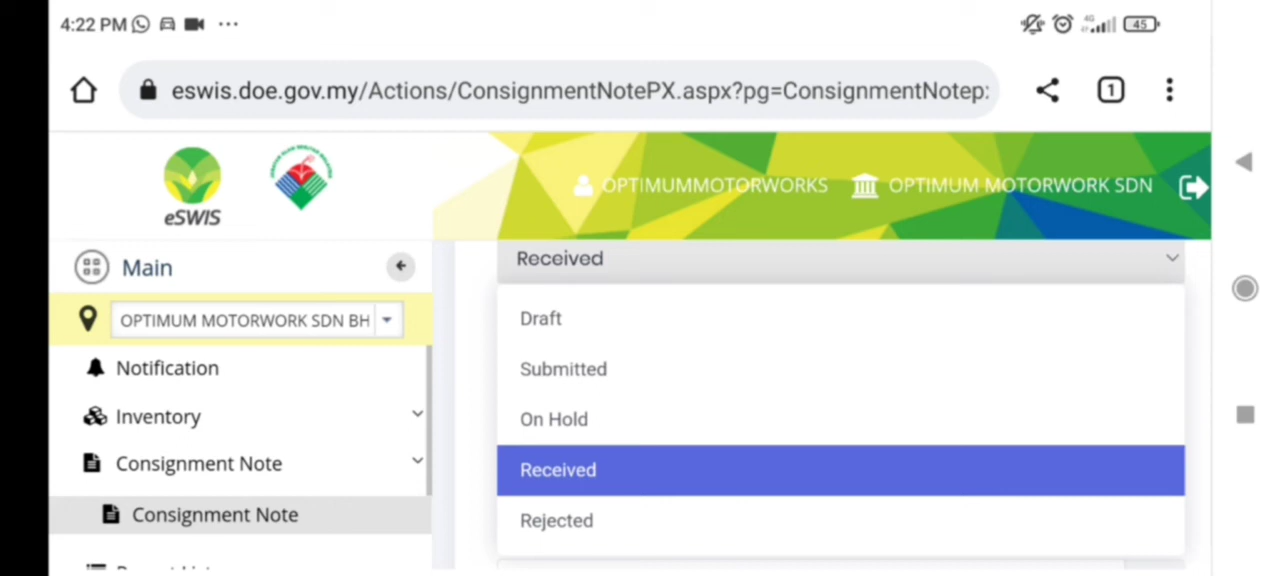 4:22 PM
4G
45
eswis.doe.gov.my/Actions/ConsignmentNotePX.aspx?pg=ConsignmentNotep:
1
eSWIS
OPTIMUMMOTORWORKS
OPTIMUM MOTORWORK SDN
Main
OPTIMUM MOTORWORK SDN BH
Notification
Inventory
Consignment Note
Consignment Note
Received
Draft
Submitted
On Hold
Received
Rejected